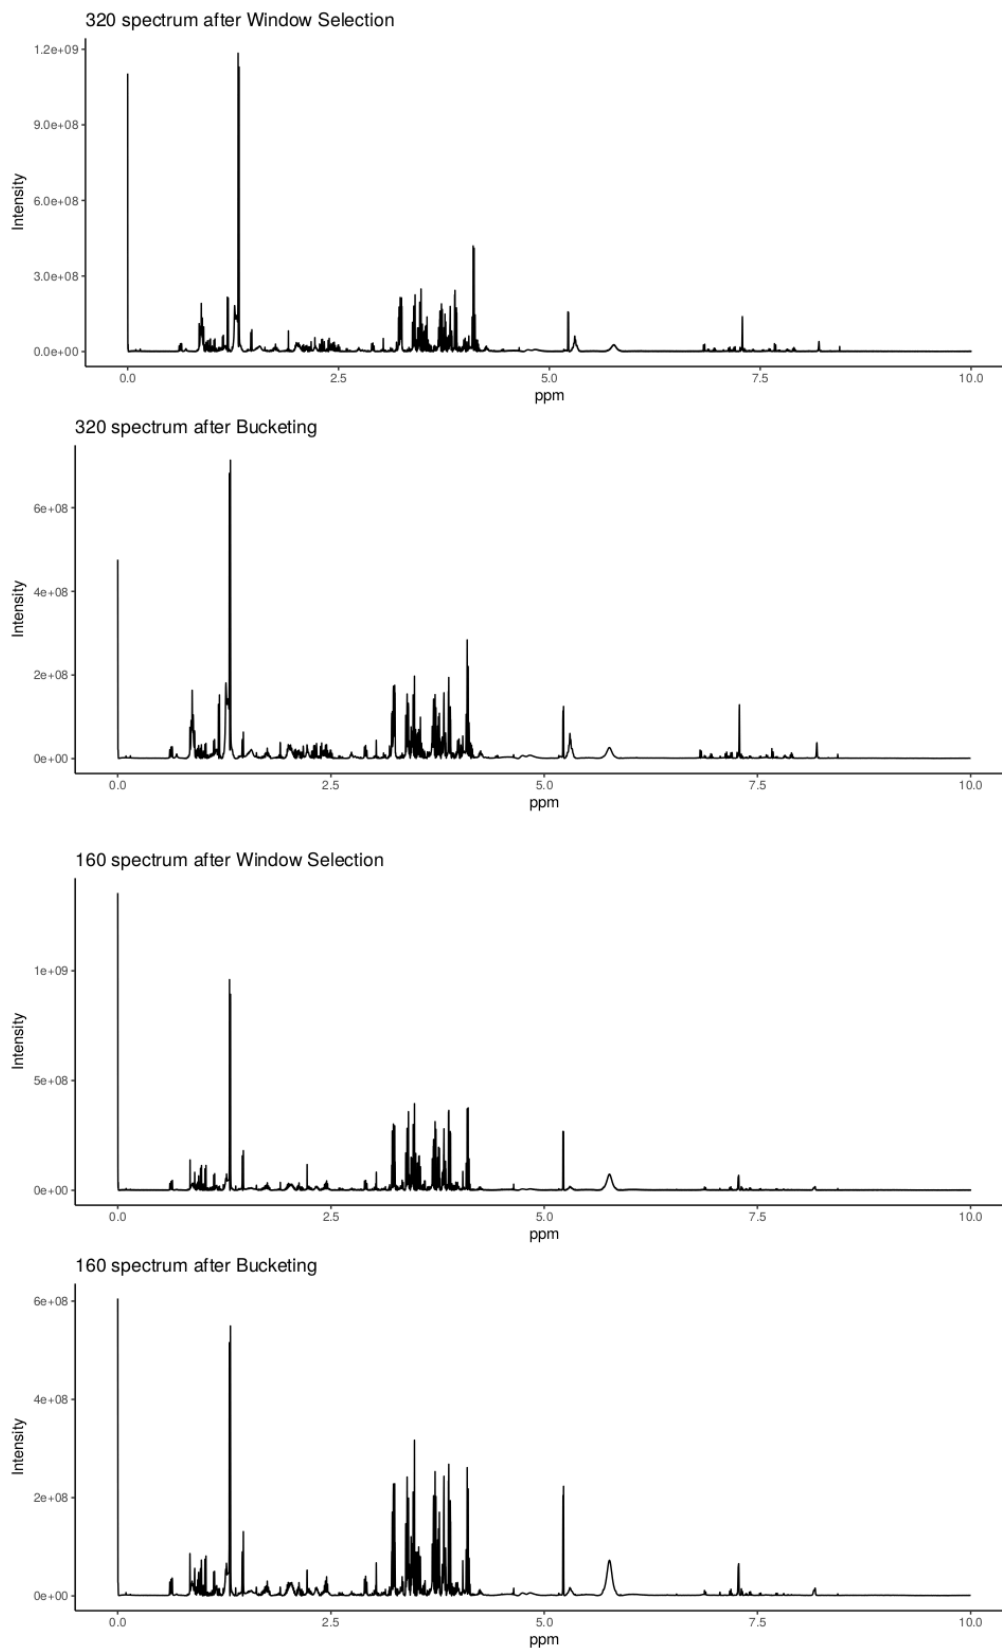 320 spectrum after Window Selection
1.2e+09
9.0e+08
6.0e+08
3.0e+08
0.0e+00
Intensity
0.0 2.5 5.0 7.5 10.0
ppm
320 spectrum after Bucketing
6e+08
4e+08
2e+08
0e+00
Intensity
0.0 2.5 5.0 7.5 10.0
ppm
160 spectrum after Window Selection
1e+09
5e+08
0e+00
Intensity
0.0 2.5 5.0 7.5 10.0
ppm
160 spectrum after Bucketing
6e+08
4e+08
2e+08
0e+00
Intensity
0.0 2.5 5.0 7.5 10.0
ppm